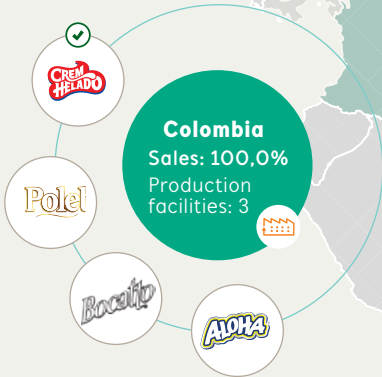 CREM
HELADO
Colombia
Sales: 100,0%
Production
facilities: 3
Polet
Bocatto
ALOHA